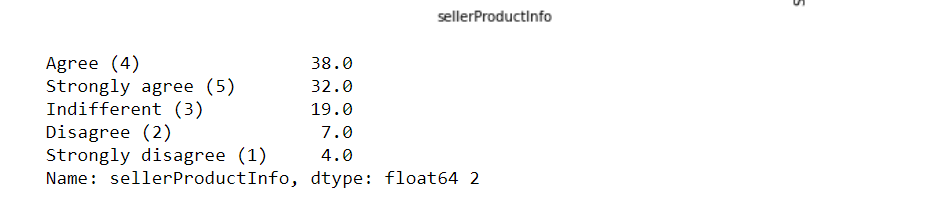 sellerProductInfo
Agree (4)                38.0
Strongly agree (5)       32.0
Indifferent (3)          19.0
Disagree (2)              7.0
Strongly disagree (1)     4.0
Name: sellerProductInfo, dtype: float64 2